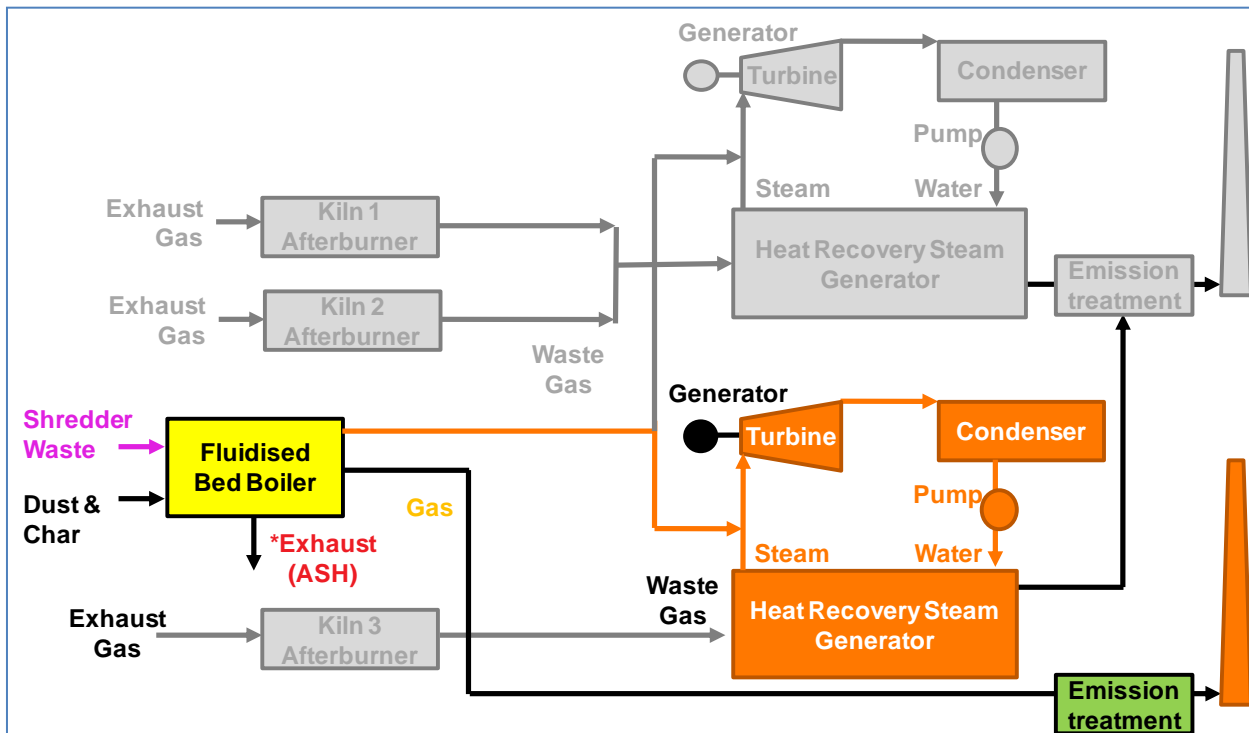 Generator
Turbine
Condenser
Pump
Steam
Water
Exhaust
Gas
Kiln 1
Afterburner
Heat Recovery Steam
Generator
Emission
treatment
Exhaust
Gas
Kiln 2
Afterburner
Waste
Gas
Generator
Turbine
Condenser
Shredder
Waste
Fluidised
Bed Boiler
Dust &
Char
Gas
*Exhaust
(ASH)
Pump
Steam
Water
Waste
Gas
Exhaust
Gas
Kiln 3
Afterburner
Heat Recovery Steam
Generator
Emission
treatment